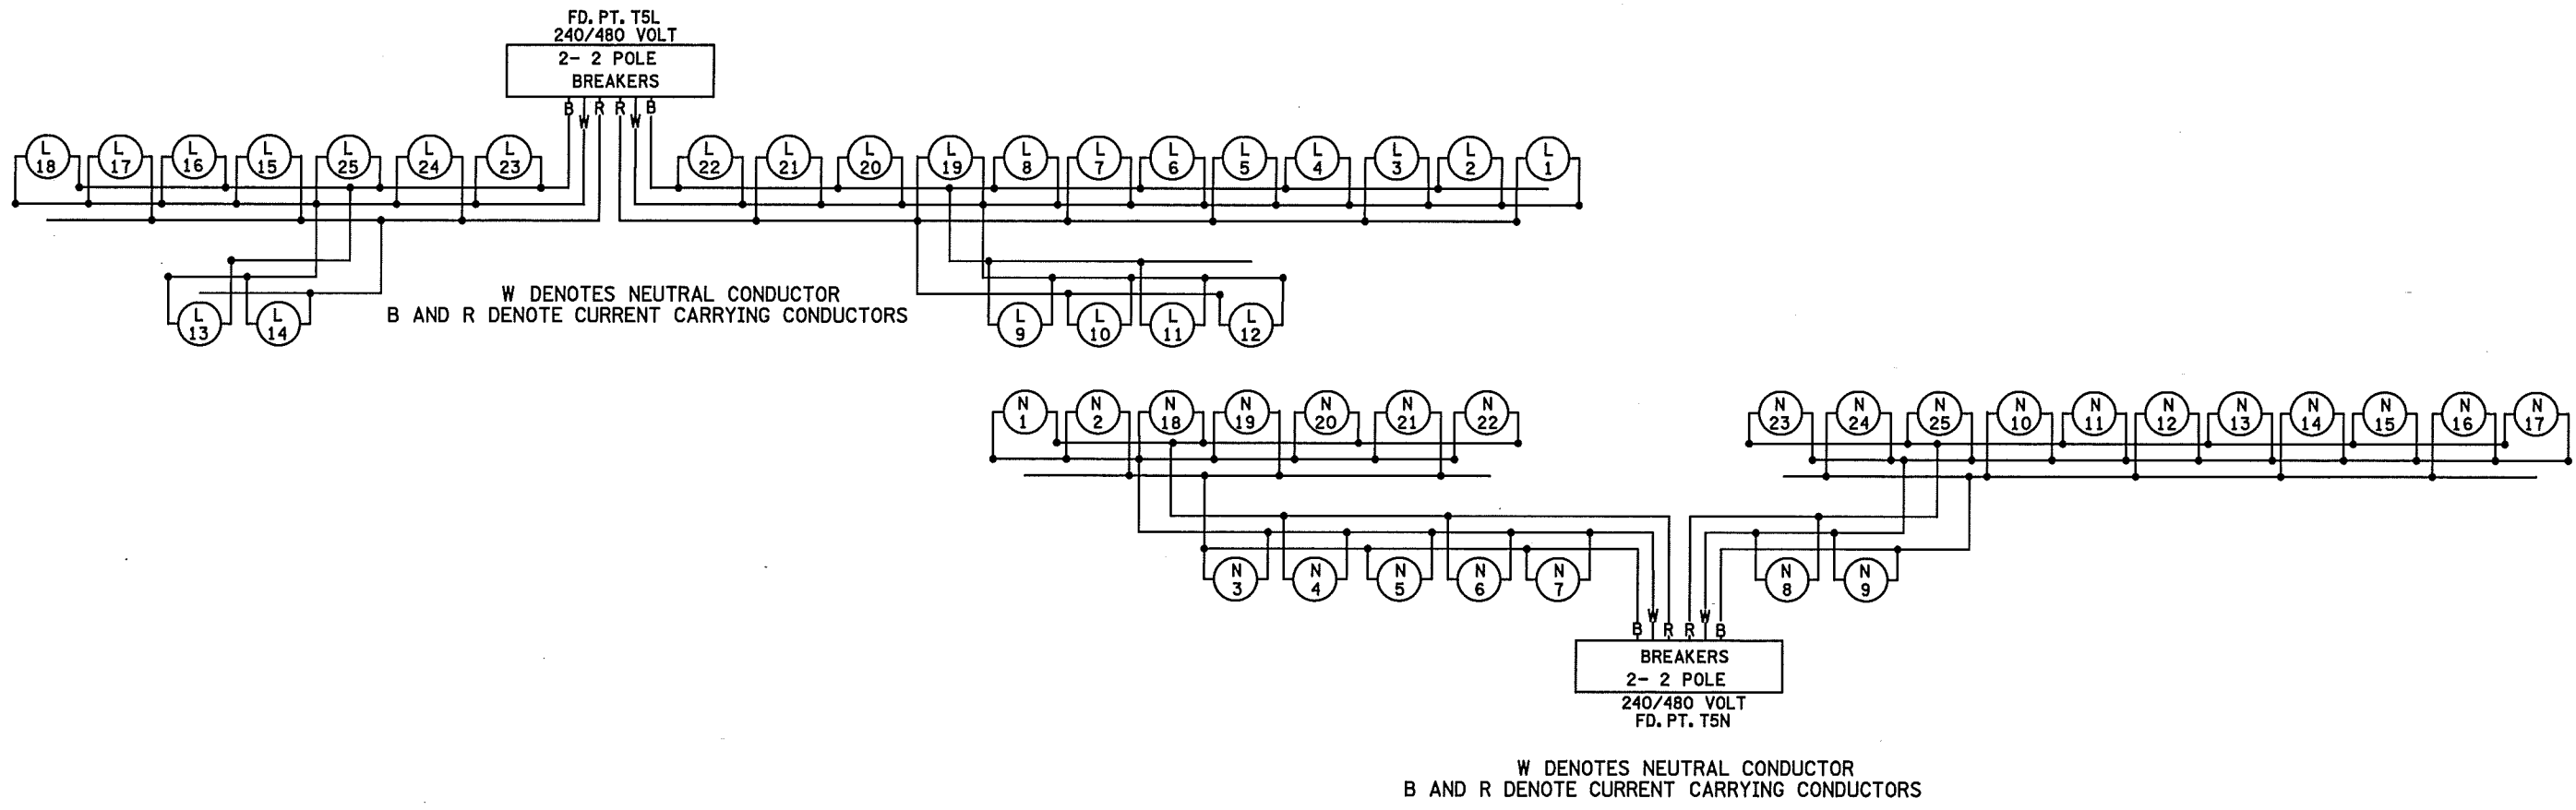 FD. PT. T5L
240/480 VOLT
2- 2 POLE
BREAKERS
B W R R W B
L 18
L 17
L 16
L 15
L 25
L 24
L 23
L 22
L 21
L 20
L 19
L 8
L 7
L 6
L 5
L 4
L 3
L 2
L 1
L 13
L 14
L 9
L 10
L 11
L 12
W DENOTES NEUTRAL CONDUCTOR
B AND R DENOTE CURRENT CARRYING CONDUCTORS
N 1
N 2
N 18
N 19
N 20
N 21
N 22
N 23
N 24
N 25
N 10
N 11
N 12
N 13
N 14
N 15
N 16
N 17
N 3
N 4
N 5
N 6
N 7
N 8
N 9
B W R R W B
BREAKERS
2- 2 POLE
240/480 VOLT
FD. PT. T5N
W DENOTES NEUTRAL CONDUCTOR
B AND R DENOTE CURRENT CARRYING CONDUCTORS